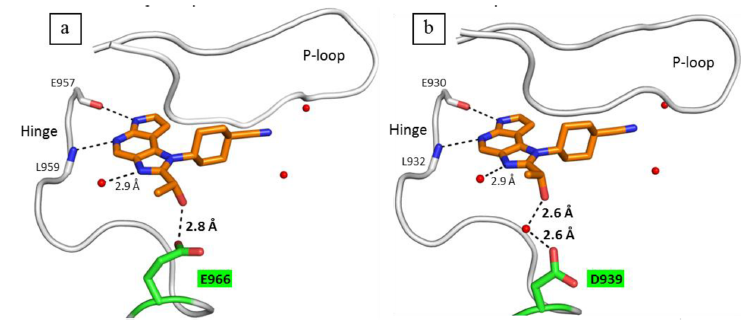 a
P-loop
E957
Hinge
L959
2.9 Å
2.8 Å
E966
b
P-loop
E930
Hinge
L932
2.9 Å
2.6 Å
2.6 Å
D939